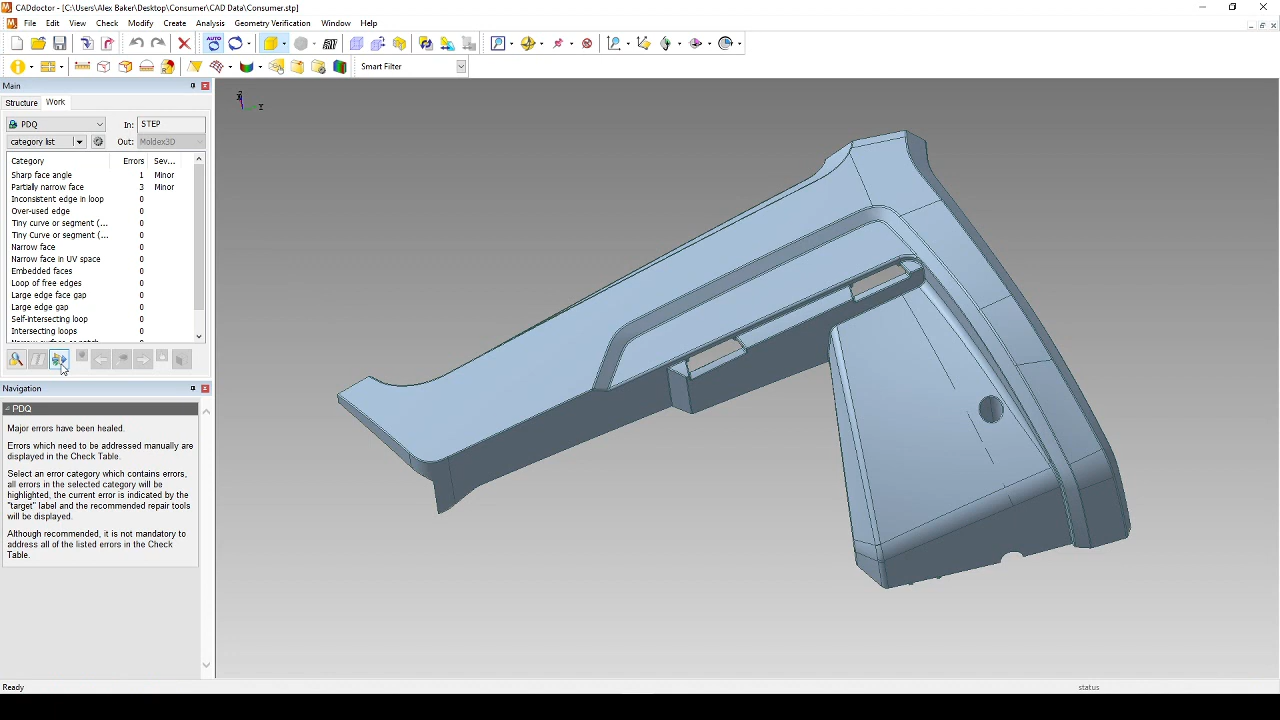 CADdoctor - [C:\Users\Alex Baker\Desktop\Consumer\CAD Data\Consumer.stp]
File Edit View Check Modify Create Analysis Geometry Verification Window Help
AUTO
Smart Filter
Main
Structure Work
PDQ In: STEP
category list Out: Moldex3D
Category Errors Sev...
Sharp face angle 1 Minor
Partially narrow face 3 Minor
Inconsistent edge in loop 0
Over-used edge 0
Tiny curve or segment (... 0
Tiny Curve or segment (... 0
Narrow face 0
Narrow face in UV space 0
Embedded faces 0
Loop of free edges 0
Large edge face gap 0
Large edge gap 0
Self-intersecting loop 0
Intersecting loops 0
Navigation
PDQ
Major errors have been healed.
Errors which need to be addressed manually are
displayed in the Check Table.
Select an error category which contains errors,
all errors in the selected category will be
highlighted, the current error is indicated by the
"target" label and the recommended repair tools
will be displayed.
Although recommended, it is not mandatory to
address all of the listed errors in the Check
Table.
Y
Ready status